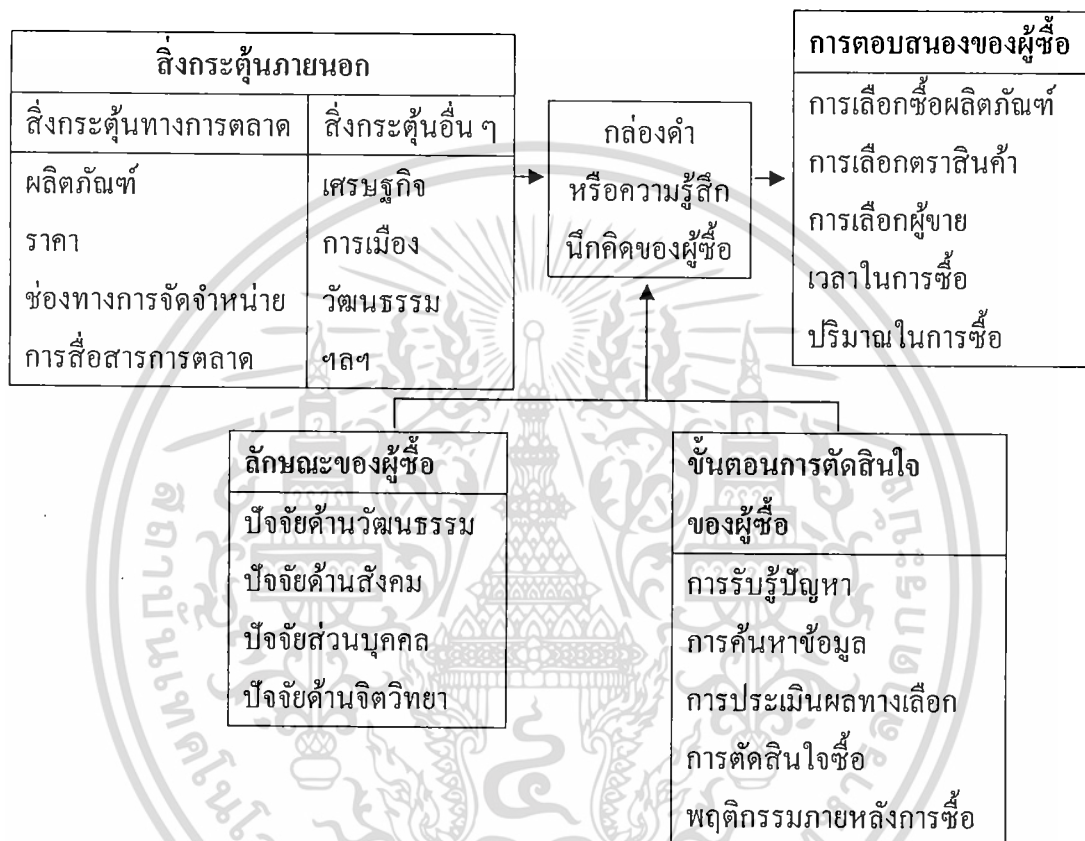 สิ่งกระตุ้นภายนอก
สิ่งกระตุ้นทางการตลาด
ผลิตภัณฑ์
ราคา
ช่องทางการจัดจำหน่าย
การสื่อสารการตลาด
สิ่งกระตุ้นอื่น ๆ
เศรษฐกิจ
การเมือง
วัฒนธรรม
ฯลฯ
กล่องดำ
หรือความรู้สึก
นึกคิดของผู้ซื้อ
การตอบสนองของผู้ซื้อ
การเลือกซื้อผลิตภัณฑ์
การเลือกตราสินค้า
การเลือกผู้ขาย
เวลาในการซื้อ
ปริมาณในการซื้อ
ลักษณะของผู้ซื้อ
ปัจจัยด้านวัฒนธรรม
ปัจจัยด้านสังคม
ปัจจัยส่วนบุคคล
ปัจจัยด้านจิตวิทยา
ขั้นตอนการตัดสินใจ
ของผู้ซื้อ
การรับรู้ปัญหา
การค้นหาข้อมูล
การประเมินผลทางเลือก
การตัดสินใจซื้อ
พฤติกรรมภายหลังการซื้อ